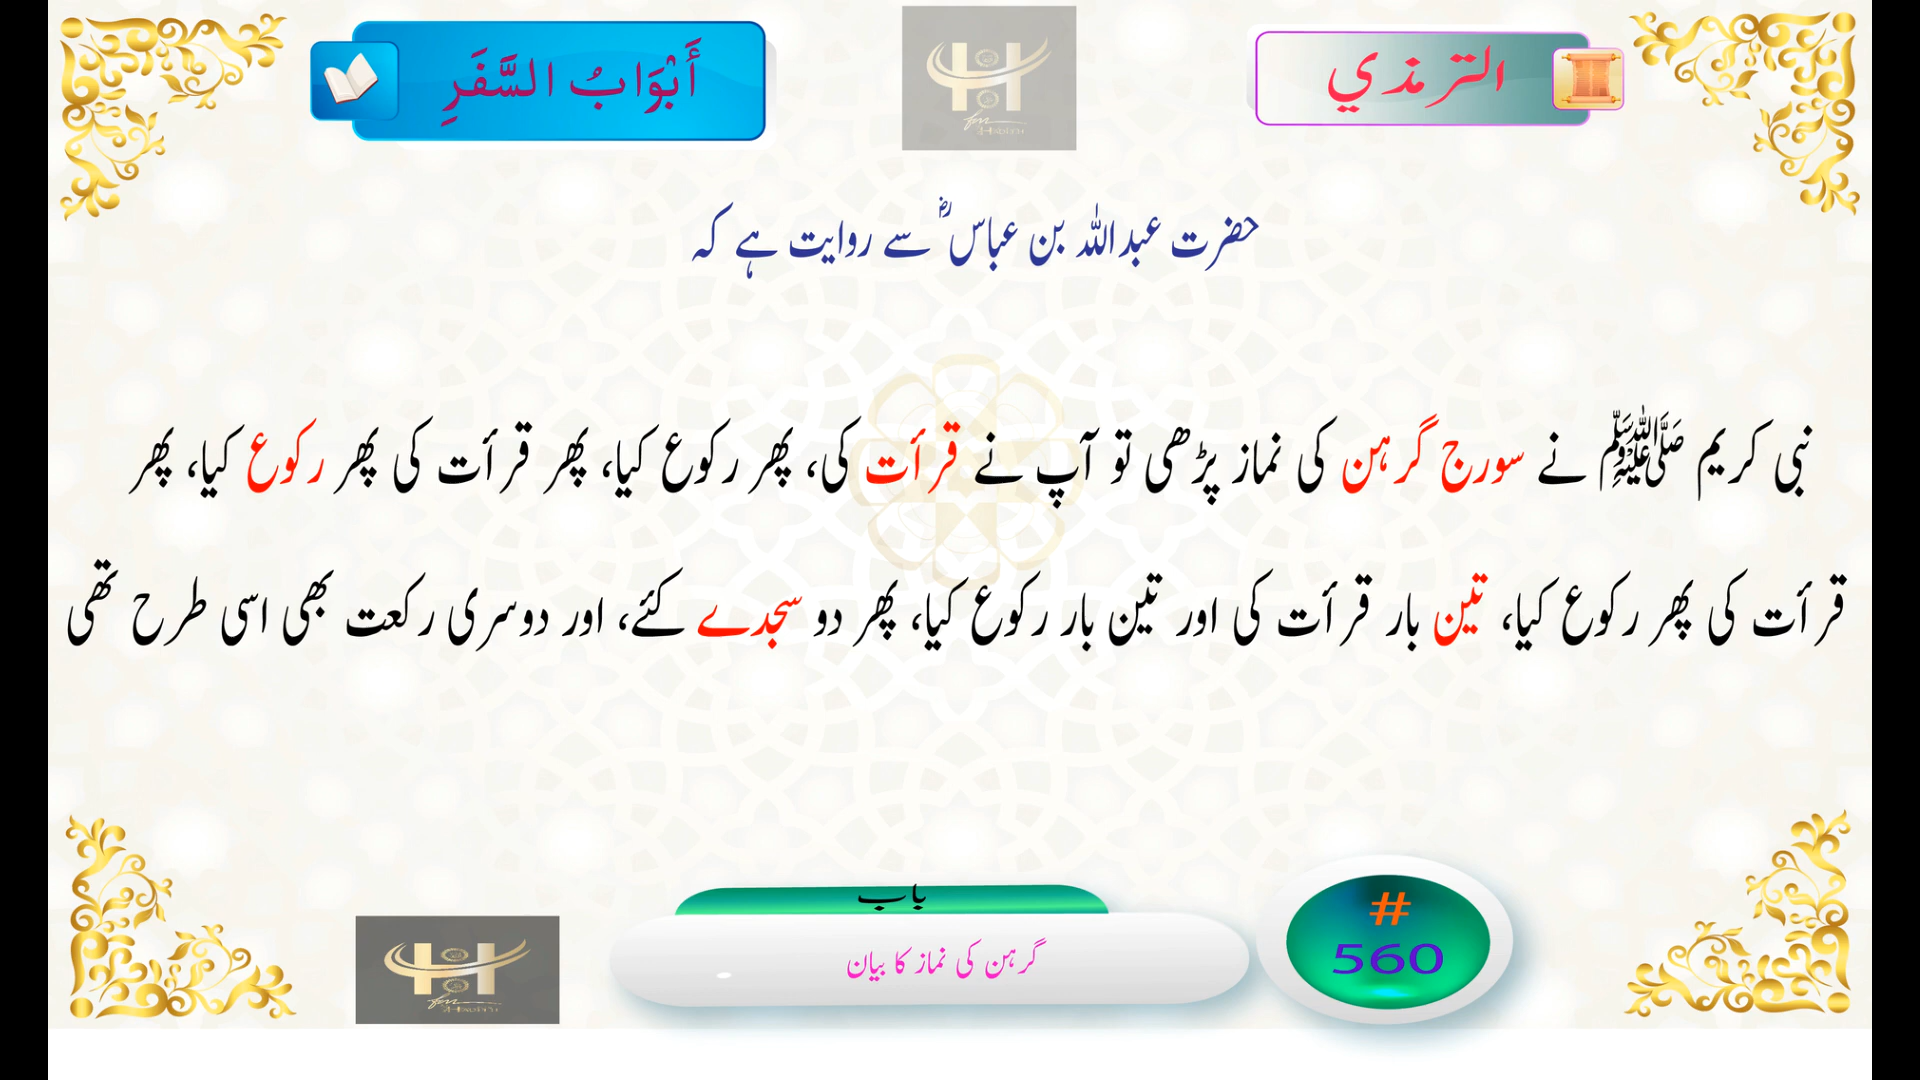 الترمذي
أَبْوَابُ السَّفَرِ
حضرت عبداللہ بن عباسؓ سے روایت ہے کہ
نبی کریم ﷺ نے سورج گرہن کی نماز پڑھی تو آپ نے قرأت کی، پھر رکوع کیا، پھر قرأت کی پھر رکوع کیا، پھر
قرأت کی پھر رکوع کیا، تین بار قرأت کی اور تین بار رکوع کیا، پھر دو سجدے کئے، اور دوسری رکعت بھی اسی طرح تھی
باب
گرہن کی نماز کا بیان
#
560